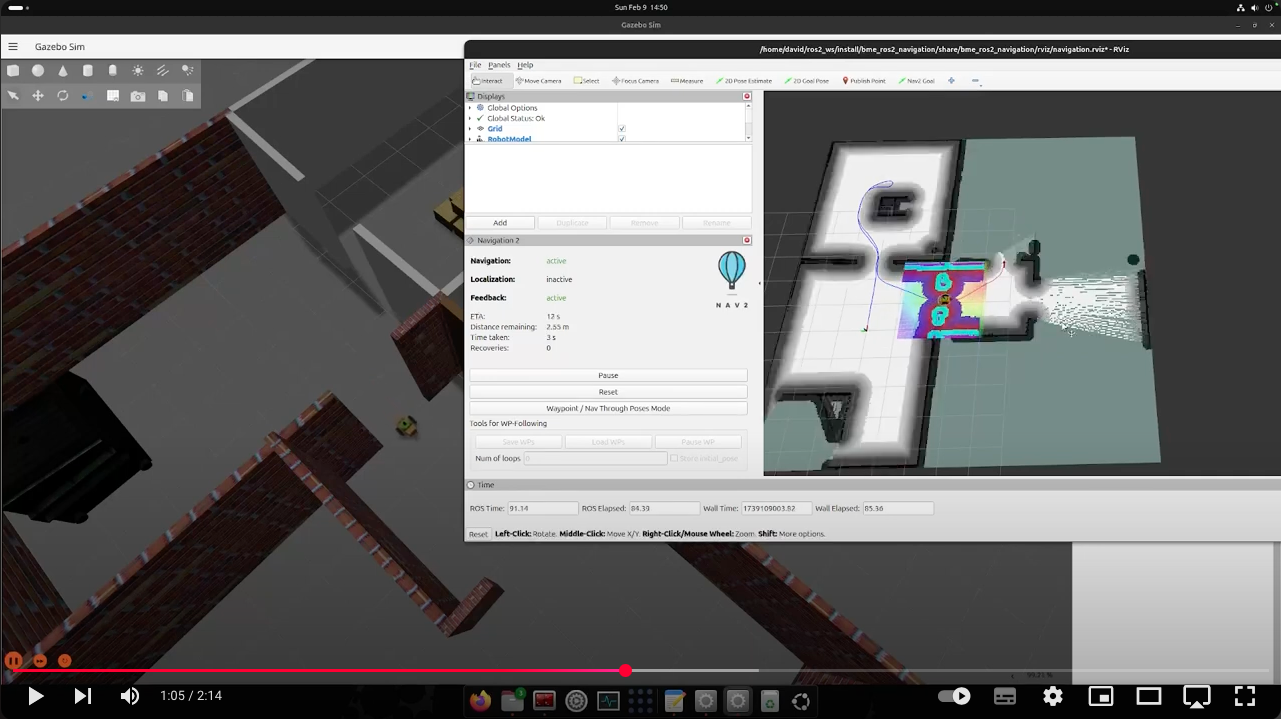 Sun Feb 9 14:50
Gazebo Sim
Gazebo Sim
/home/david/ros2_ws/install/bme_ros2_navigation/share/bme_ros2_navigation/rviz/navigation.rviz* - RViz
File Panels Help
Interact Move Camera Select Focus Camera Measure 2D Pose Estimate 2D Goal Pose Publish Point Nav2 Goal
Displays
Global Options
Global Status: Ok
Grid
RobotModel
Add Duplicate Remove Rename
Navigation 2
Navigation: active
Localization: inactive
Feedback: active
NAV2
ETA: 12 s
Distance remaining: 2.55 m
Time taken: 3 s
Recoveries: 0
Pause
Reset
Waypoint / Nav Through Poses Mode
Tools for WP-Following
Save WPs Load WPs Pause WP
Num of loops 0 Store initial_pose
Time
ROS Time: 91.14 ROS Elapsed: 84.39 Wall Time: 1739109003.82 Wall Elapsed: 85.36
Reset Left-Click: Rotate. Middle-Click: Move X/Y. Right-Click/Mouse Wheel: Zoom. Shift: More options.
99.21 %
3
1:05 / 2:14